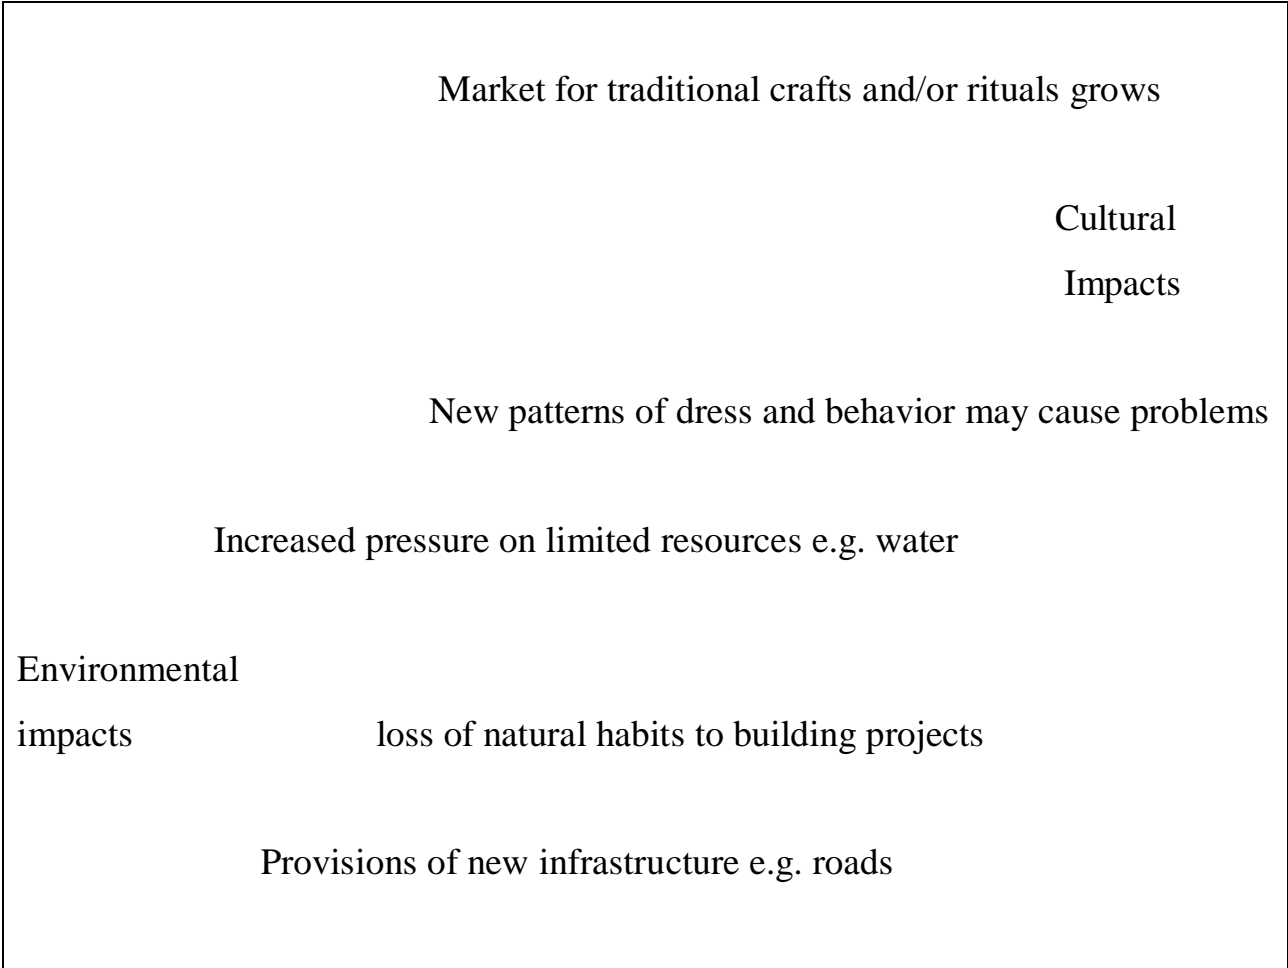 Market for traditional crafts and/or rituals grows
Cultural
Impacts
New patterns of dress and behavior may cause problems
Increased pressure on limited resources e.g. water
Environmental
impacts loss of natural habits to building projects
Provisions of new infrastructure e.g. roads